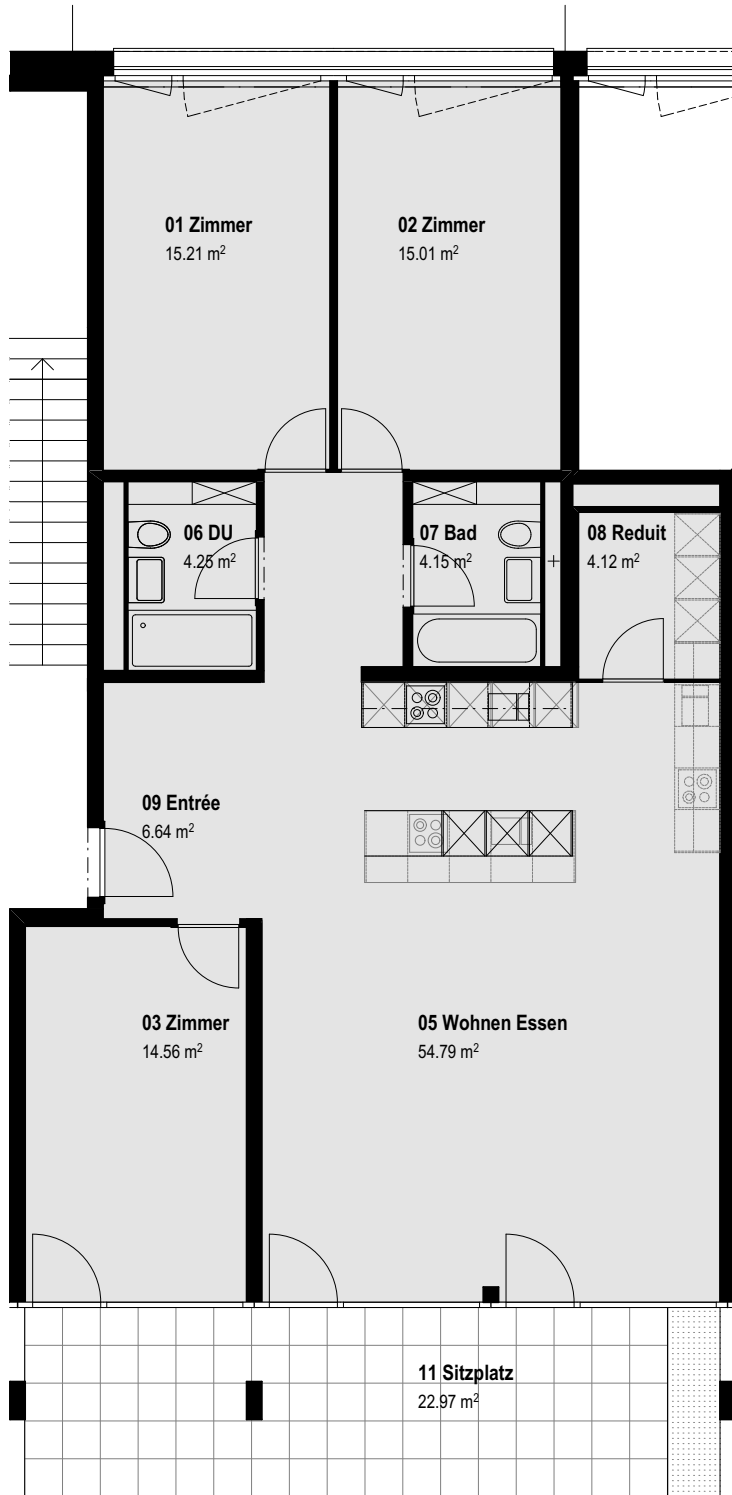 01 Zimmer
15.21 m²
02 Zimmer
15.01 m²
06 DU
4.25 m²
07 Bad
4.15 m²
08 Reduit
4.12 m²
09 Entrée
6.64 m²
03 Zimmer
14.56 m²
05 Wohnen Essen
54.79 m²
11 Sitzplatz
22.97 m²